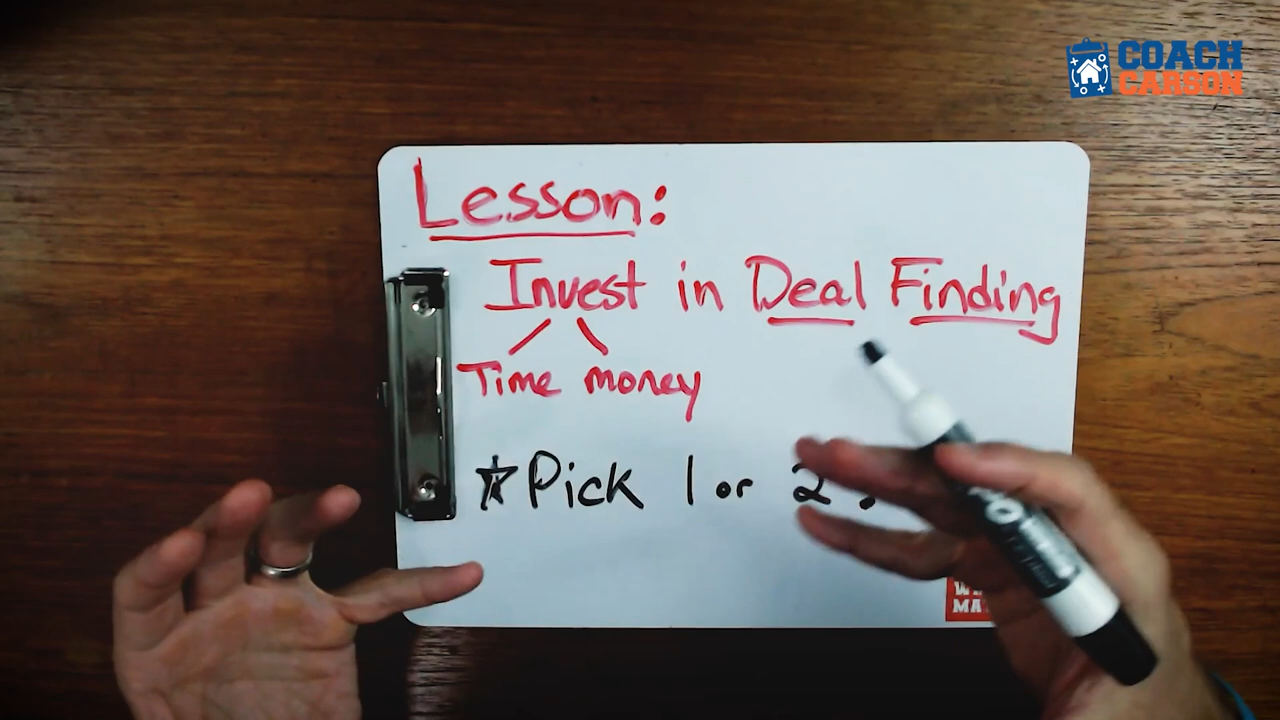 COACH
CARSON
Lesson:
Invest in Deal Finding
Time money
Pick 1 or 2